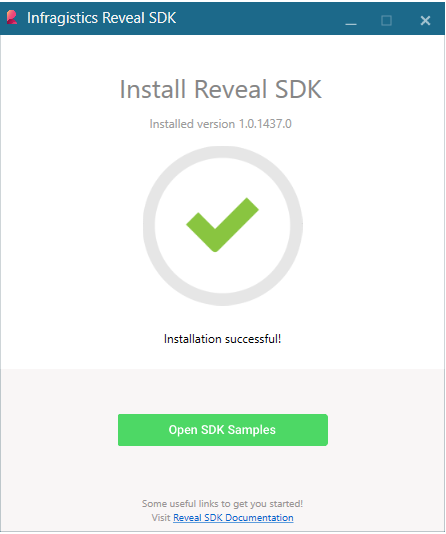 Infragistics Reveal SDK
Install Reveal SDK
Installed version 1.0.1437.0
Installation successful!
Open SDK Samples
Some useful links to get you started!
Visit Reveal SDK Documentation